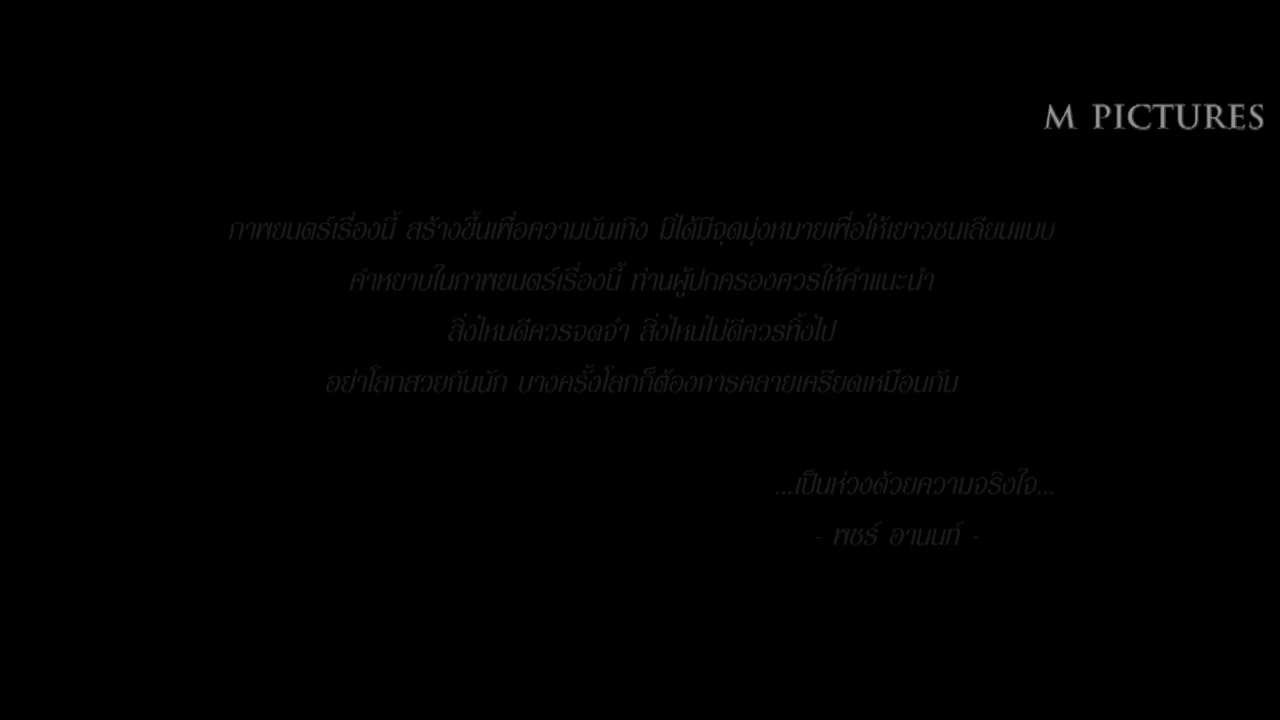 M PICTURES
ภาพยนตร์เรื่องนี้ สร้างขึ้นเพื่อความบันเทิง มิได้มีจุดมุ่งหมายเพื่อให้เยาวชนเลียนแบบ
คำหยาบในภาพยนตร์เรื่องนี้ ท่านผู้ปกครองควรให้คำแนะนำ
สิ่งไหนดีควรจดจำ สิ่งไหนไม่ดีควรทิ้งไป
อย่าโลกสวยกันนัก บางครั้งโลกก็ต้องการคลายเครียดเหมือนกัน
...เป็นห่วงด้วยความจริงใจ...
- พชร์ อานนท์ -